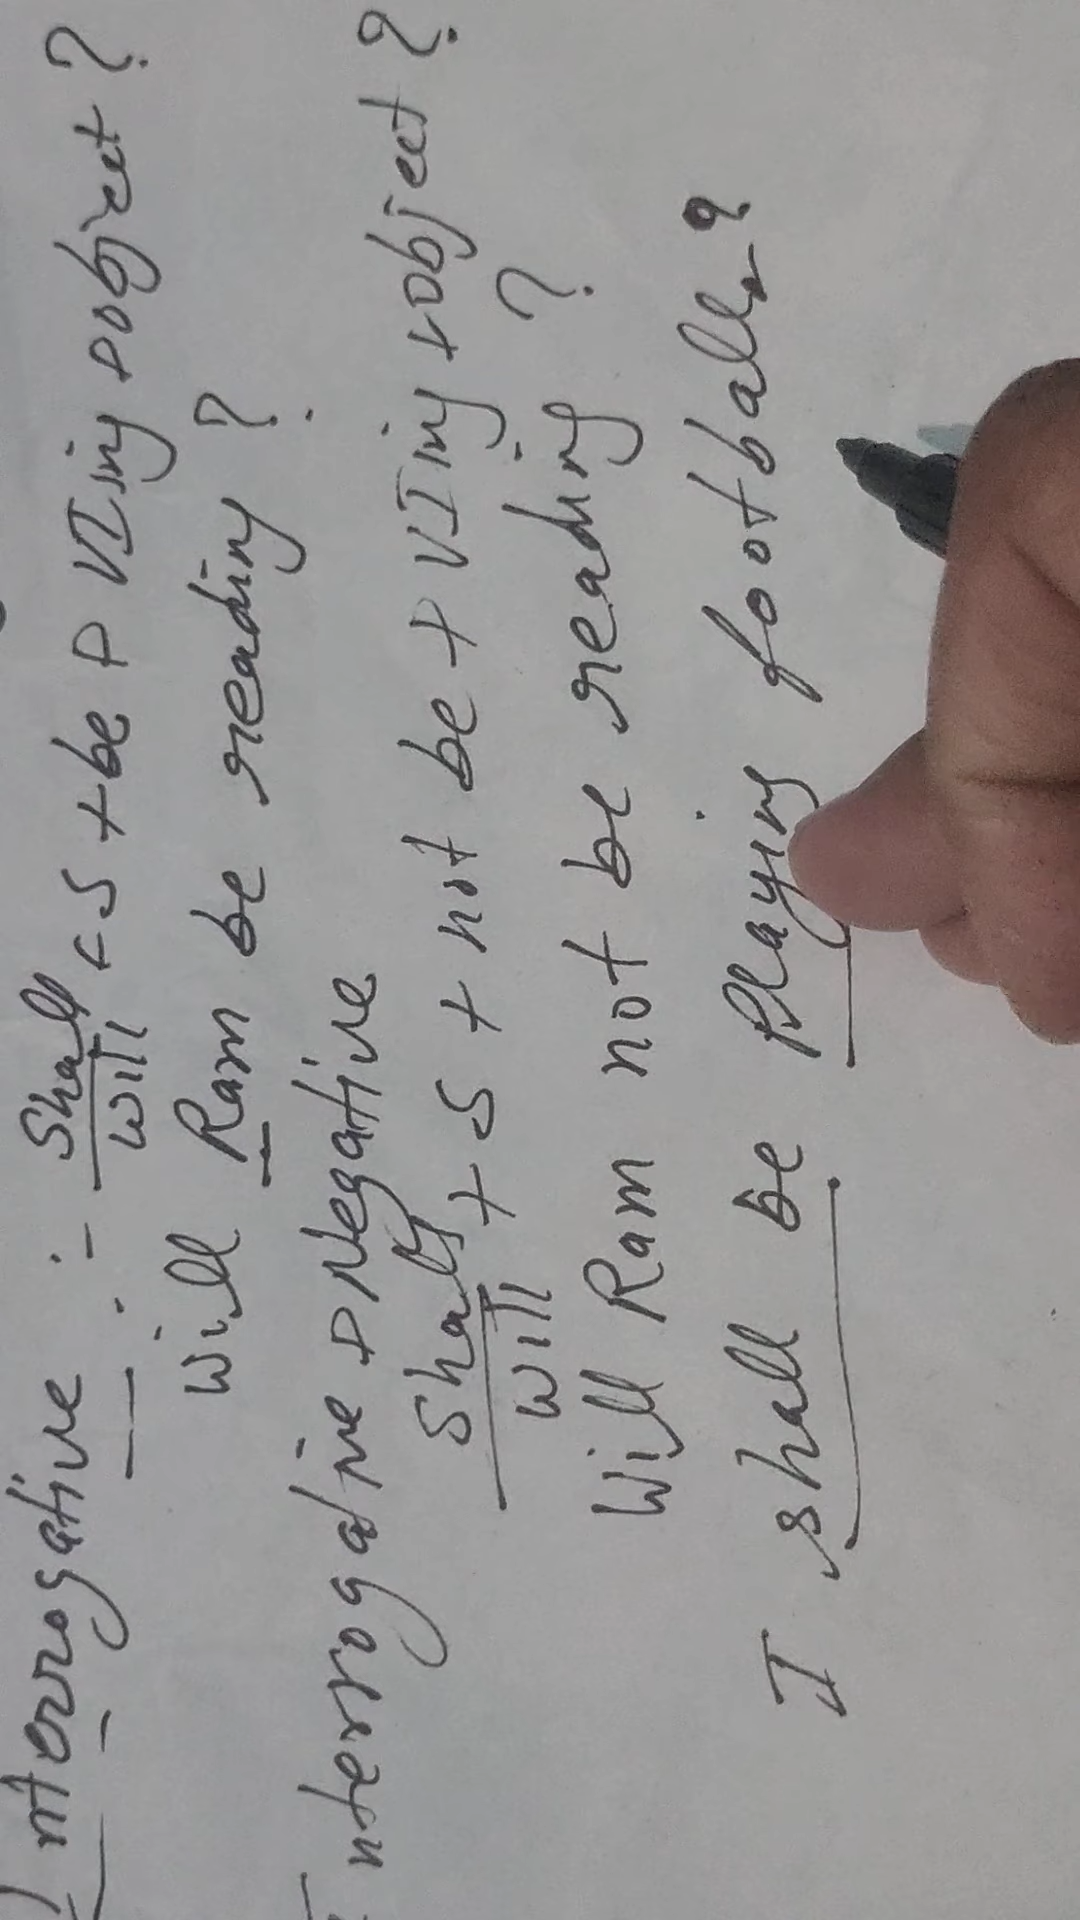 Interrogative :- Shall/Will + S + be + VIing + object ?
Will Ram be reading ?
Interrogative + Negative
Shall/Will + S + not be + VIing + object ?
Will Ram not be reading ?
I shall be Playing football ?